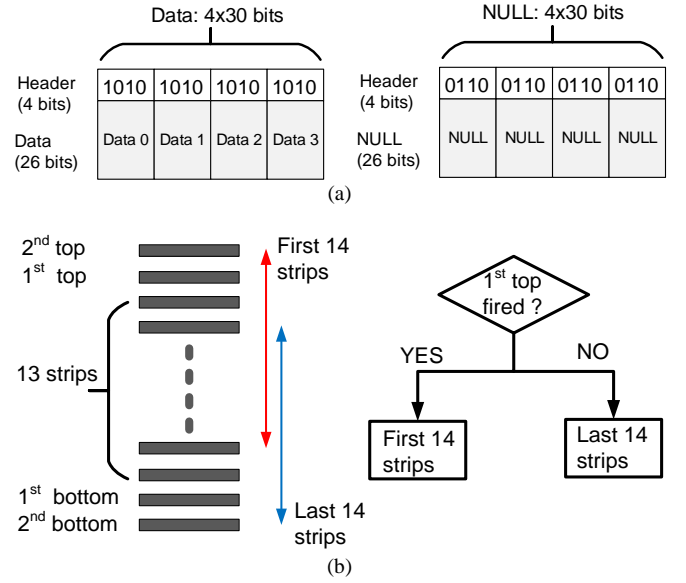 Data: 4x30 bits
Header
(4 bits)
1010 1010 1010 1010
Data
(26 bits)
Data 0 Data 1 Data 2 Data 3
NULL: 4x30 bits
Header
(4 bits)
0110 0110 0110 0110
NULL
(26 bits)
NULL NULL NULL NULL
(a)
2nd top
1st top
13 strips
1st bottom
2nd bottom
First 14
strips
Last 14
strips
1st top
fired ?
YES
NO
First 14
strips
Last 14
strips
(b)